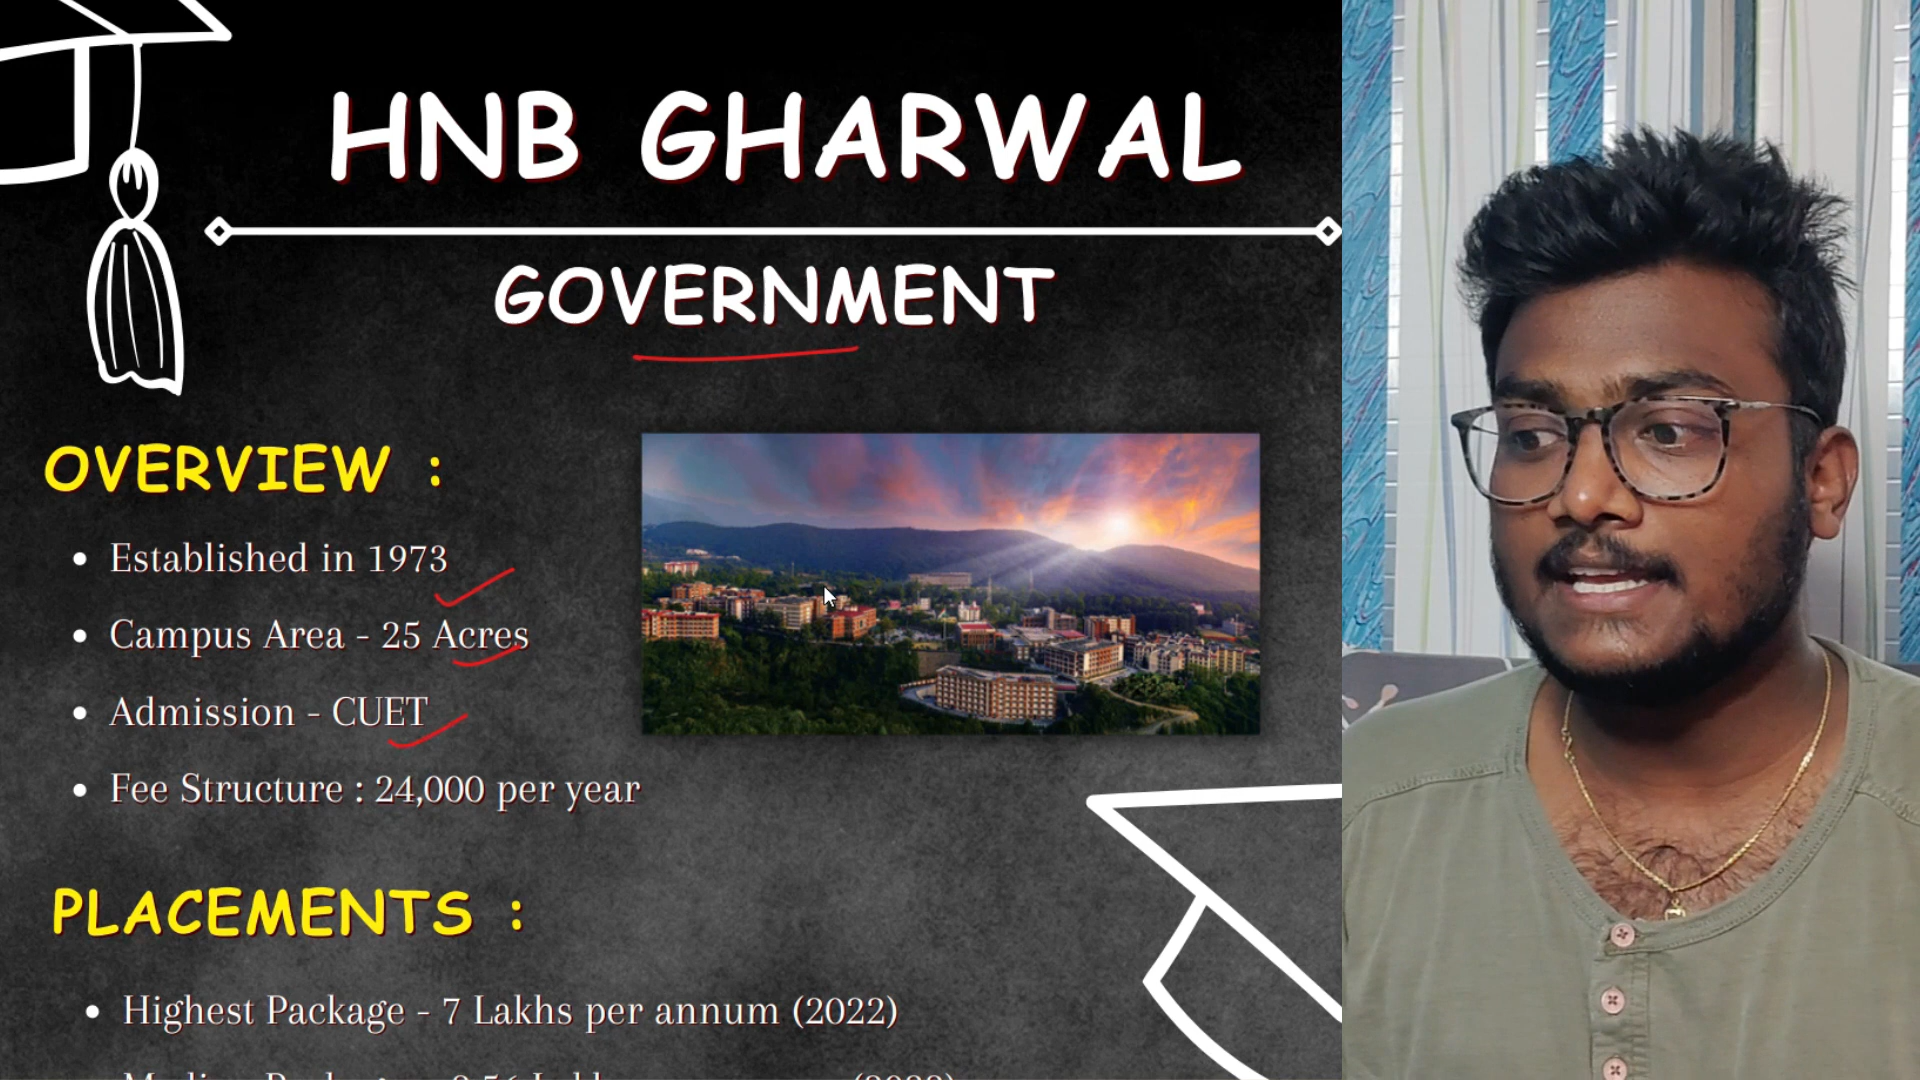 HNB GHARWAL
GOVERNMENT
OVERVIEW :
• Established in 1973
• Campus Area - 25 Acres
• Admission - CUET
• Fee Structure : 24,000 per year
PLACEMENTS :
• Highest Package - 7 Lakhs per annum (2022)